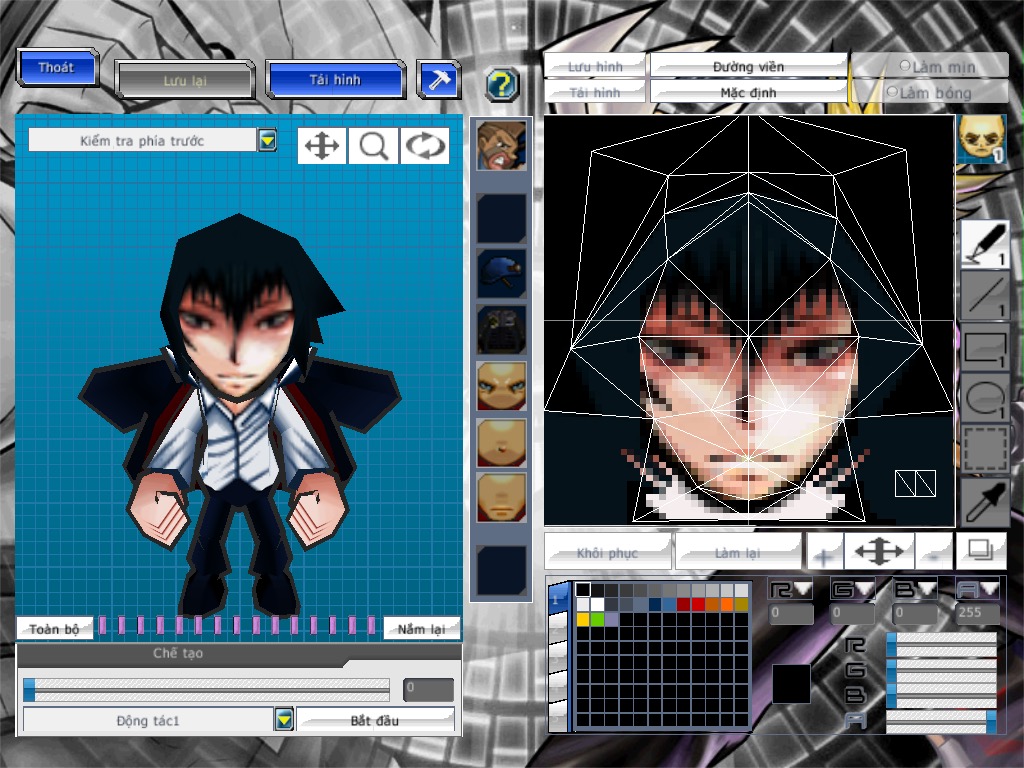 Thoát
Lưu lại
Tải hình
?
Lưu hình
Đường viền
Làm mịn
Tải hình
Mặc định
Làm bóng
Kiểm tra phía trước
1
1
1
1
1
Khôi phục
Làm lại
+
-
1
R
G
B
A
0
0
0
255
R
G
B
A
Toàn bộ
Nắm lại
Chế tạo
0
Động tác1
Bắt đầu